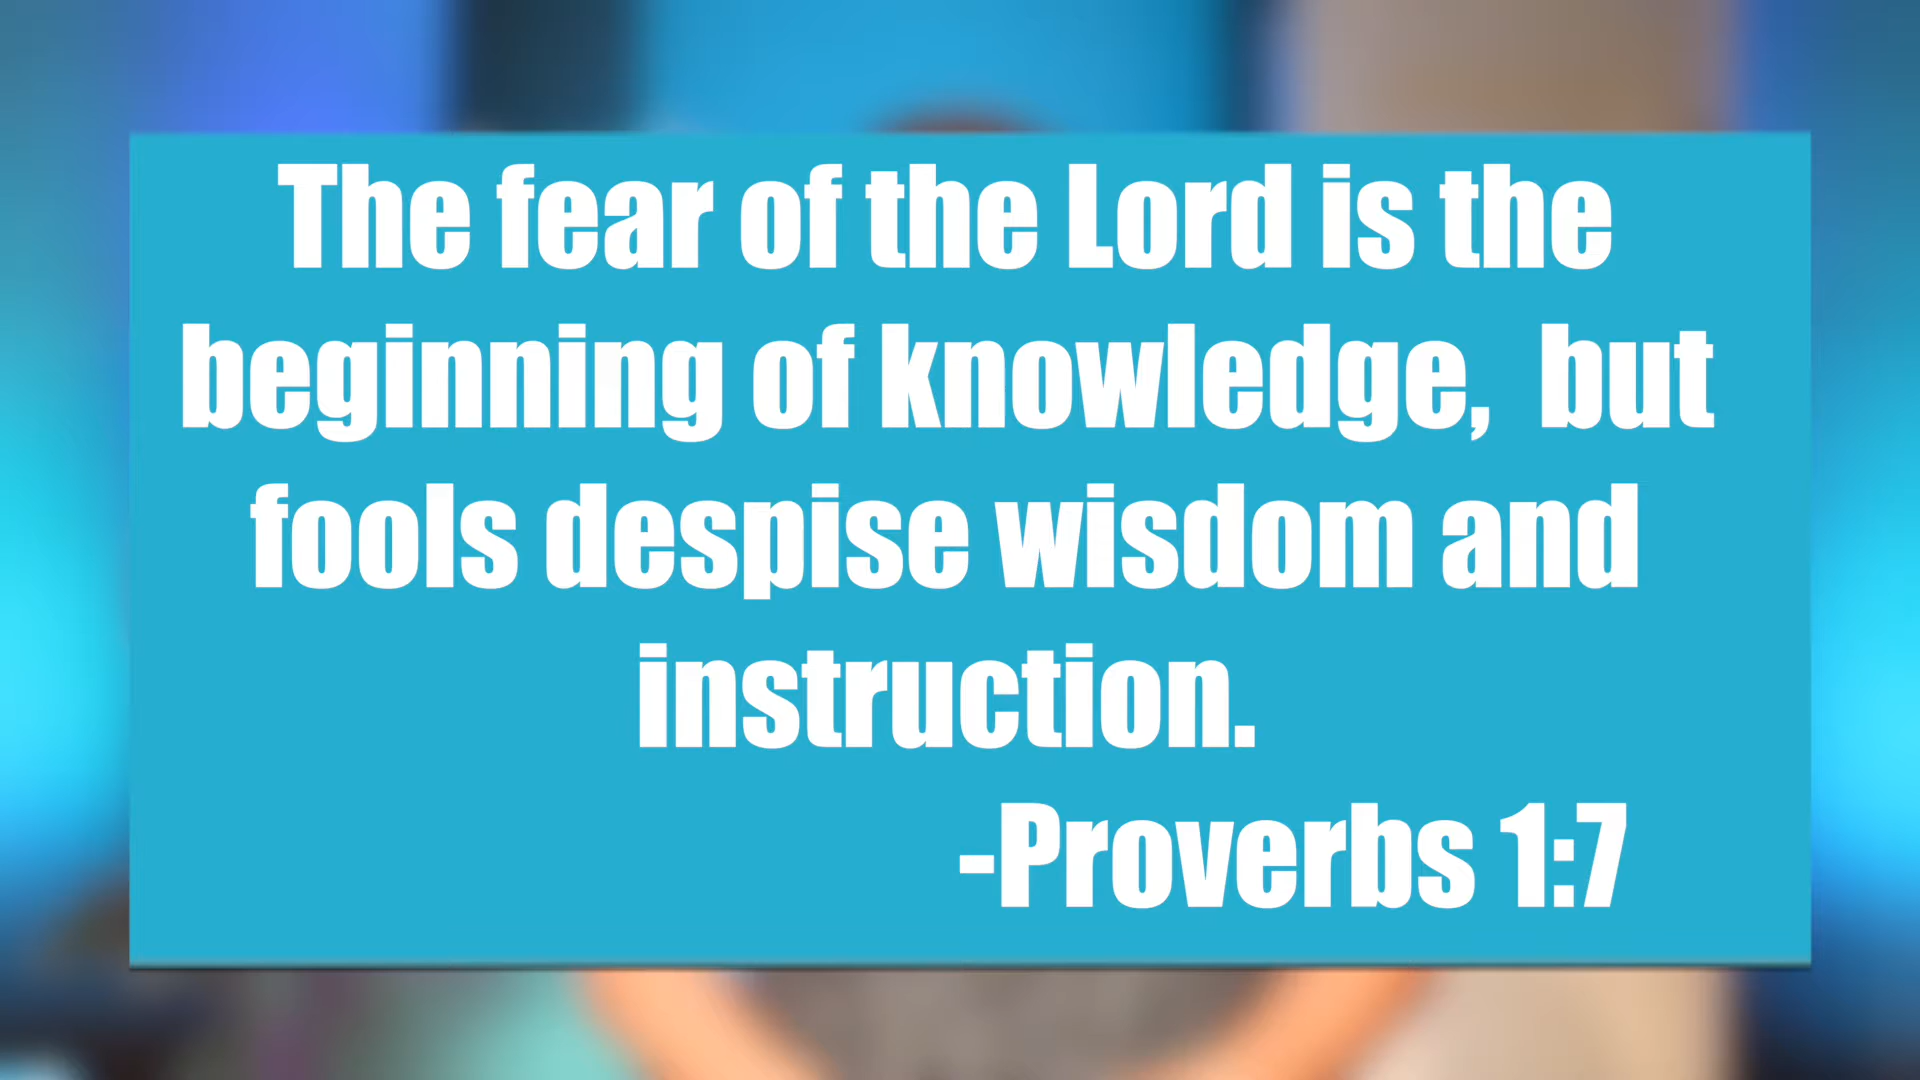 The fear of the Lord is the
beginning of knowledge,  but
fools despise wisdom and
instruction.
-Proverbs 1:7